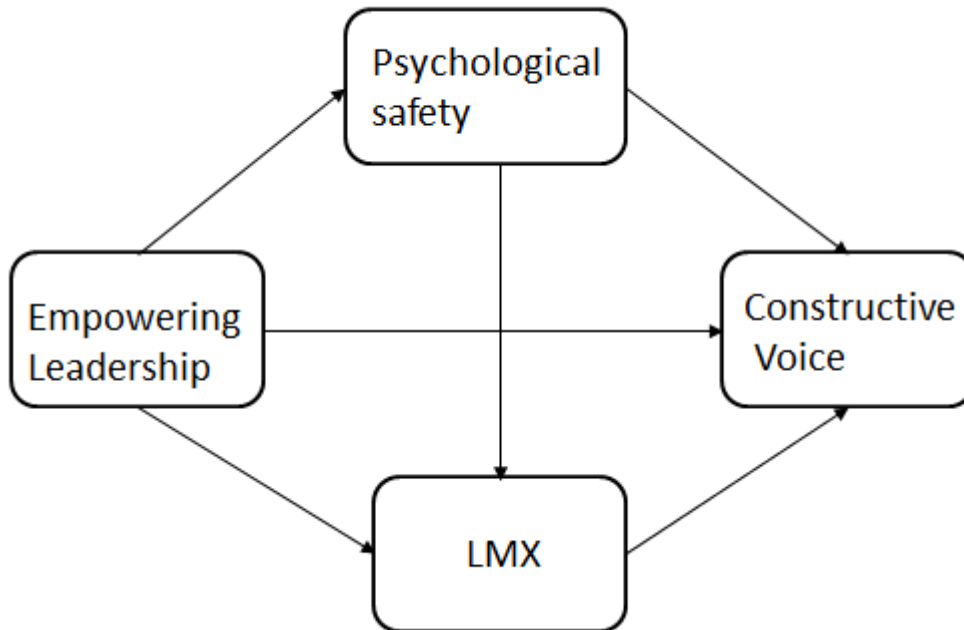 Psychological
safety
Empowering
Leadership
Constructive
Voice
LMX